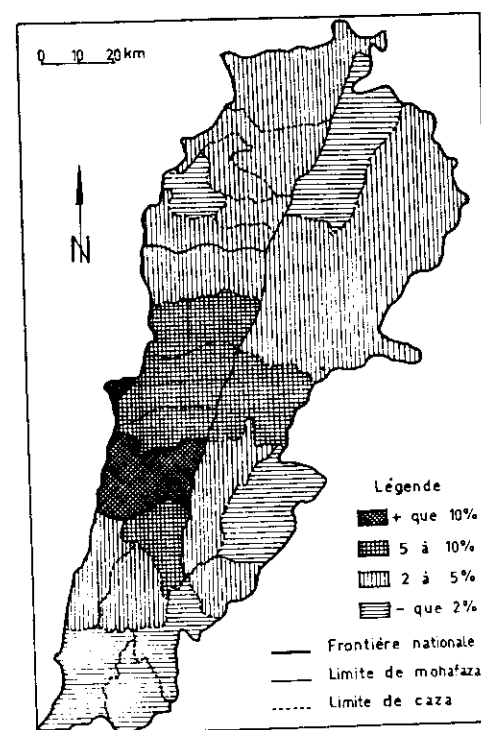 0 10 20 km
N
Légende
+ que 10%
5 à 10%
2 à 5%
- que 2%
Frontière nationale
Limite de mohafaza
Limite de caza